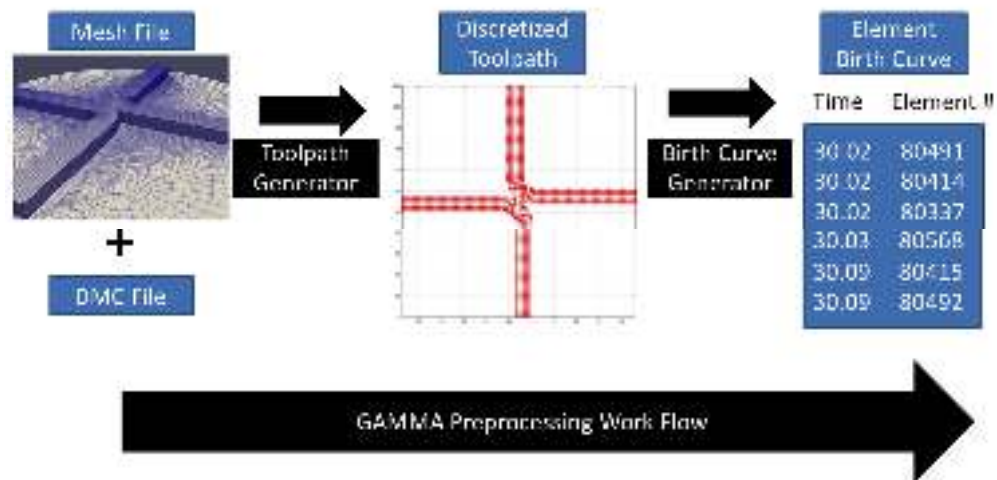 Mesh File
+
DMC File
Toolpath
Generator
Discretized
Toolpath
Birth Curve
Generator
Element
Birth Curve
Time Element #
30.02 80491
30.02 80414
30.02 80337
30.03 80568
30.09 80415
30.09 80492
GAMMA Preprocessing Work Flow